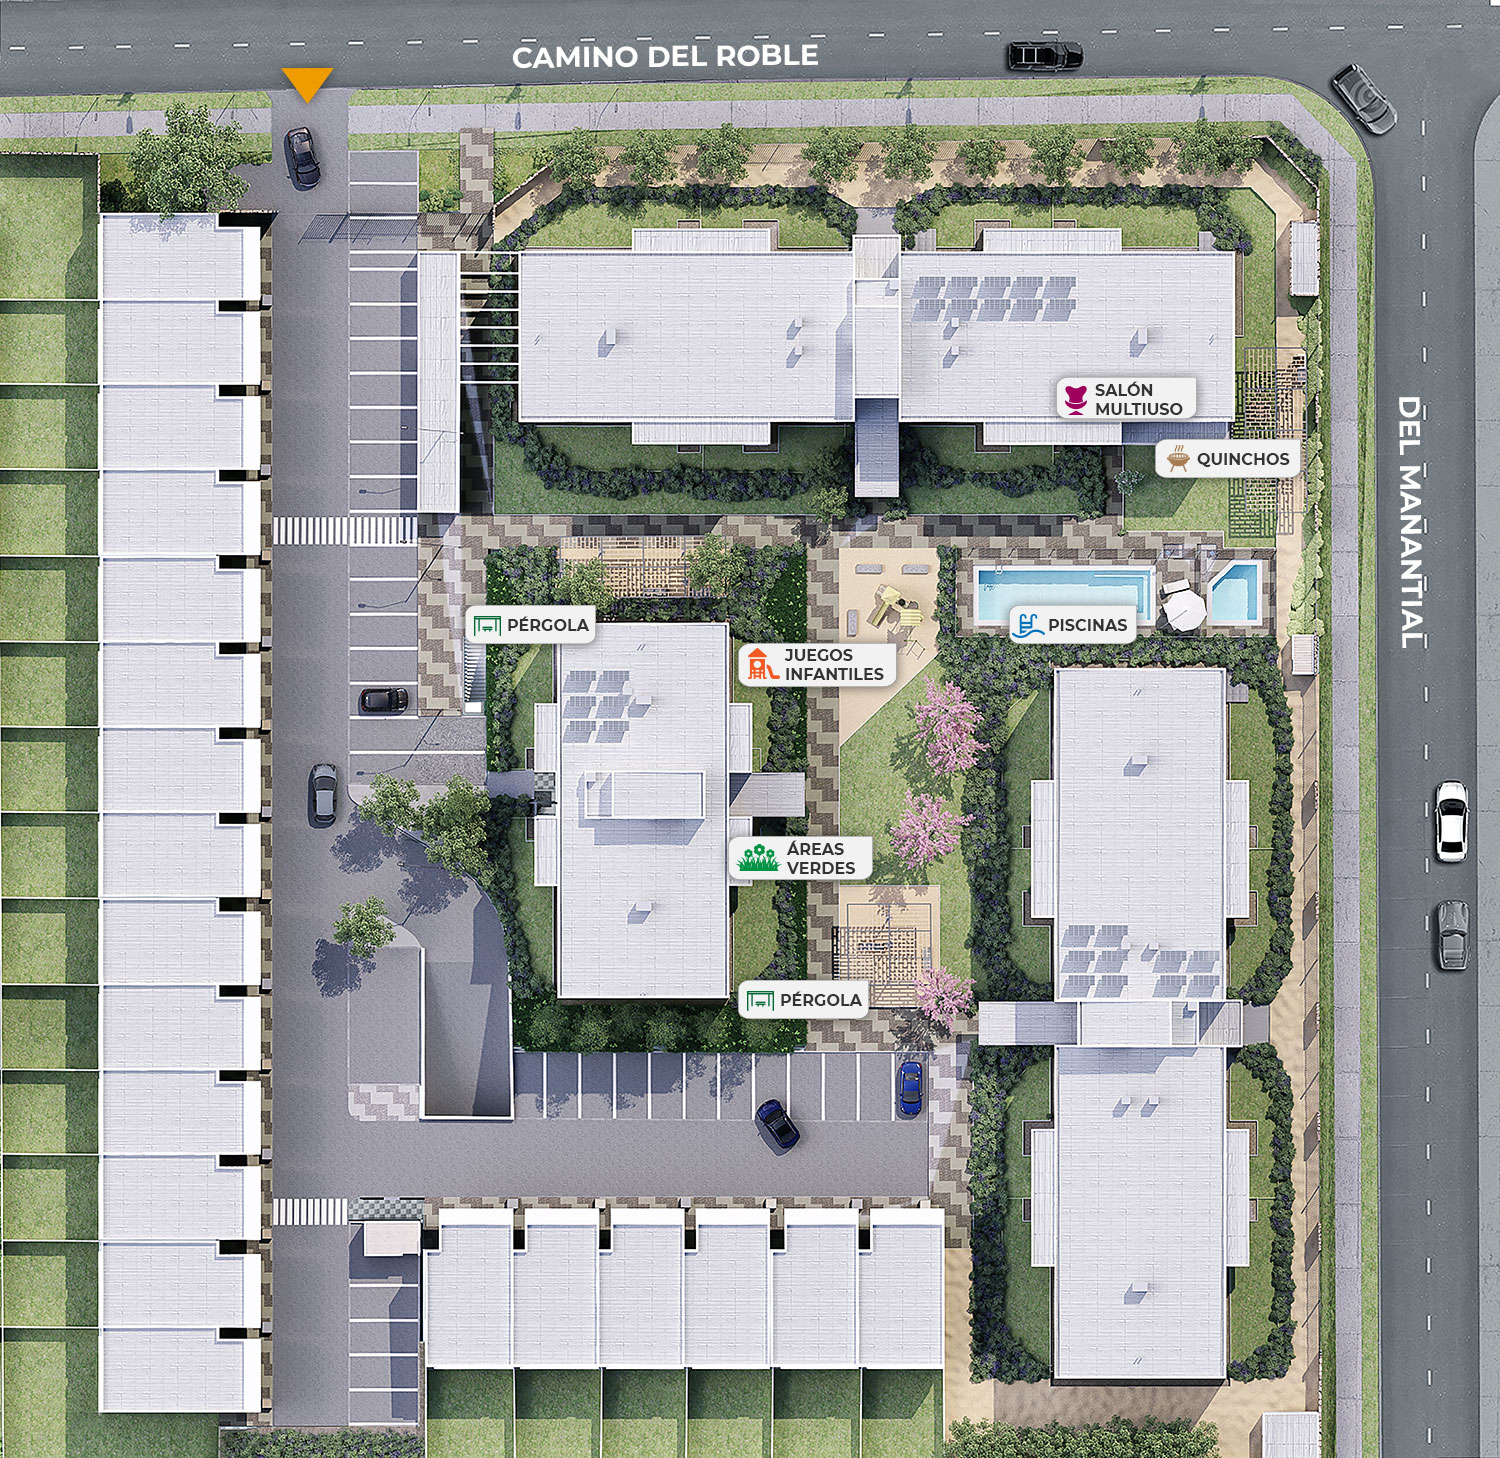 CAMINO DEL ROBLE
SALÓN
MULTIUSO
DEL MAÑANTIAL
QUINCHOS
PÉRGOLA
PISCINAS
JUEGOS
INFANTILES
ÁREAS
VERDES
PÉRGOLA